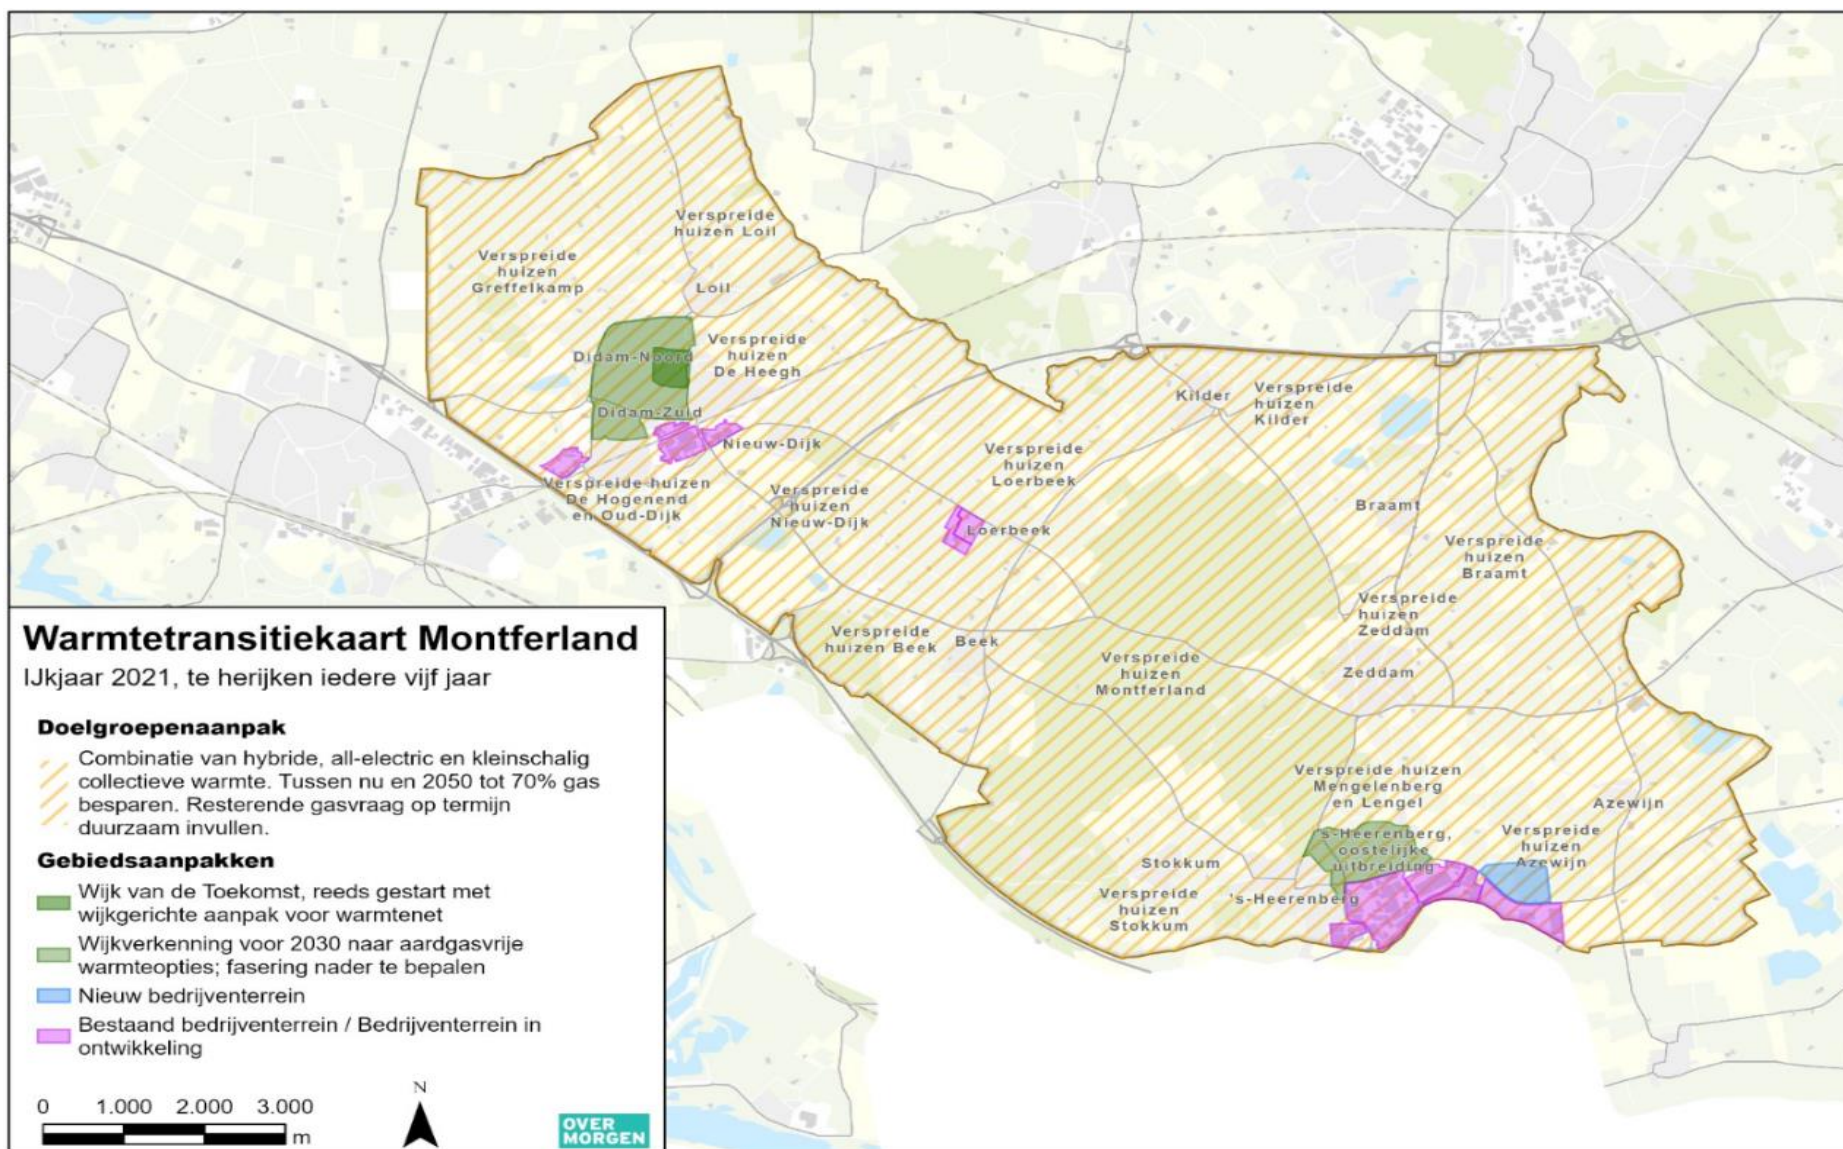 Verspreide
huizen Loil
Verspreide
huizen
Greffelkamp
Loil
Didam-Noord
Verspreide
huizen
De Heegh
Didam-Zuid
Nieuw-Dijk
Verspreide huizen
De Hogenend
en Oud-Dijk
Verspreide
huizen
Nieuw-Dijk
Verspreide
huizen
Loerbeek
Loerbeek
Kilder
Verspreide
huizen
Kilder
Braamt
Verspreide
huizen
Braamt
Verspreide
huizen
Zeddam
Zeddam
Verspreide
huizen Beek
Beek
Verspreide
huizen
Montferland
Verspreide huizen
Mengelenberg
en Lengel
's-Heerenberg,
oostelijke
uitbreiding
Azewijn
Verspreide
huizen
Azewijn
Stokkum
Verspreide
huizen
Stokkum
's-Heerenberg
Warmtetransitiekaart Montferland
IJkjaar 2021, te herijken iedere vijf jaar
Doelgroepenaanpak
Combinatie van hybride, all-electric en kleinschalig
collectieve warmte. Tussen nu en 2050 tot 70% gas
besparen. Resterende gasvraag op termijn
duurzaam invullen.
Gebiedsaanpakken
Wijk van de Toekomst, reeds gestart met
wijkgerichte aanpak voor warmtenet
Wijkverkenning voor 2030 naar aardgasvrije
warmteopties; fasering nader te bepalen
Nieuw bedrijventerrein
Bestaand bedrijventerrein / Bedrijventerrein in
ontwikkeling
0 1.000 2.000 3.000
m
N
OVER
MORGEN